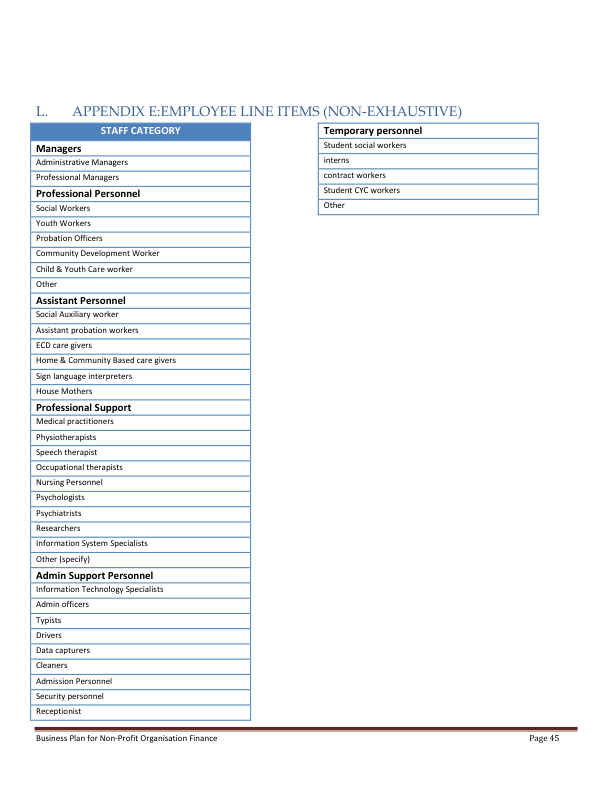 L. APPENDIX E:EMPLOYEE LINE ITEMS (NON-EXHAUSTIVE)
STAFF CATEGORY
Managers
Administrative Managers
Professional Managers
Professional Personnel
Social Workers
Youth Workers
Probation Officers
Community Development Worker
Child & Youth Care worker
Other
Assistant Personnel
Social Auxiliary worker
Assistant probation workers
ECD care givers
Home & Community Based care givers
Sign language interpreters
House Mothers
Professional Support
Medical practitioners
Physiotherapists
Speech therapist
Occupational therapists
Nursing Personnel
Psychologists
Psychiatrists
Researchers
Information System Specialists
Other (specify)
Admin Support Personnel
Information Technology Specialists
Admin officers
Typists
Drivers
Data capturers
Cleaners
Admission Personnel
Security personnel
Receptionist
Temporary personnel
Student social workers
interns
contract workers
Student CYC workers
Other
Business Plan for Non-Profit Organisation Finance Page 45